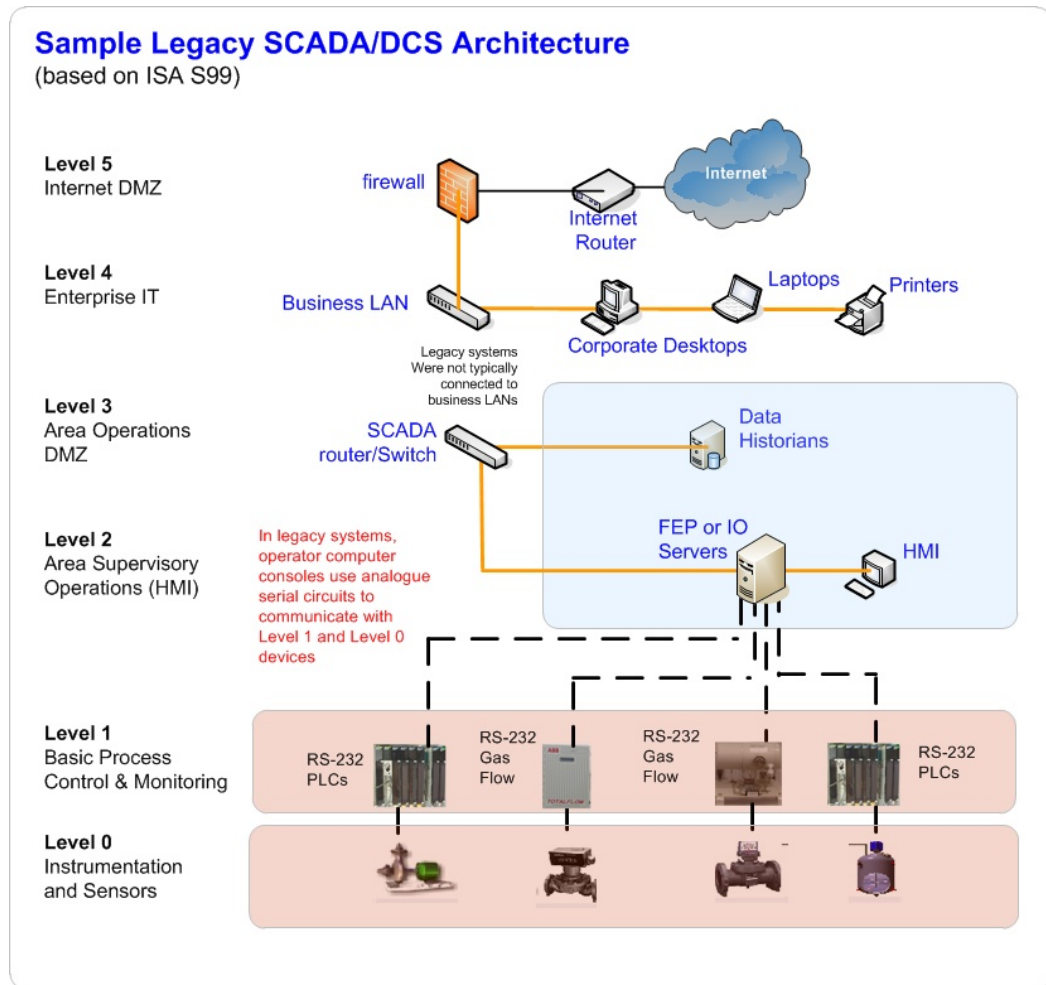 Sample Legacy SCADA/DCS Architecture
(based on ISA S99)
Level 5
Internet DMZ
firewall
Internet
Router
Internet
Level 4
Enterprise IT
Business LAN
Corporate Desktops
Laptops
Printers
Legacy systems
Were not typically
connected to
business LANs
Level 3
Area Operations
DMZ
SCADA
router/Switch
Data
Historians
Level 2
Area Supervisory
Operations (HMI)
In legacy systems,
operator computer
consoles use analogue
serial circuits to
communicate with
Level 1 and Level 0
devices
FEP or IO
Servers
HMI
Level 1
Basic Process
Control & Monitoring
RS-232
PLCs
RS-232
Gas
Flow
ABB
TOTALFLOW
RS-232
Gas
Flow
RS-232
PLCs
Level 0
Instrumentation
and Sensors